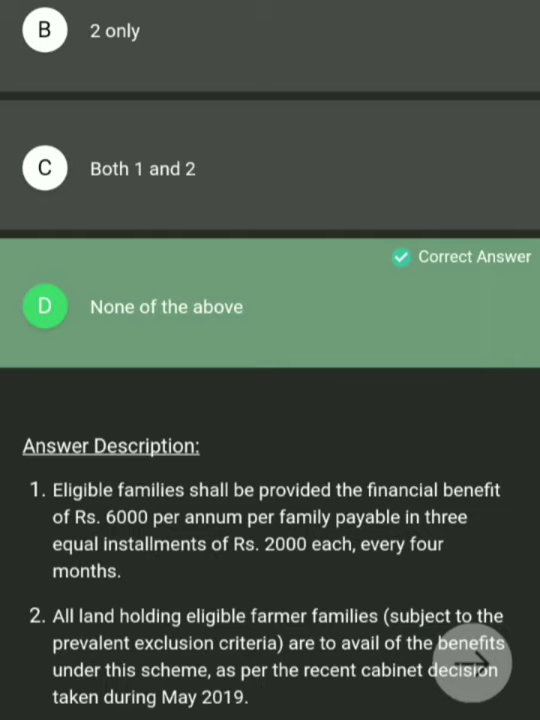 B 2 only
C Both 1 and 2
Correct Answer
D None of the above
Answer Description:
1. Eligible families shall be provided the financial benefit
of Rs. 6000 per annum per family payable in three
equal installments of Rs. 2000 each, every four
months.
2. All land holding eligible farmer families (subject to the
prevalent exclusion criteria) are to avail of the benefits
under this scheme, as per the recent cabinet decision
taken during May 2019.